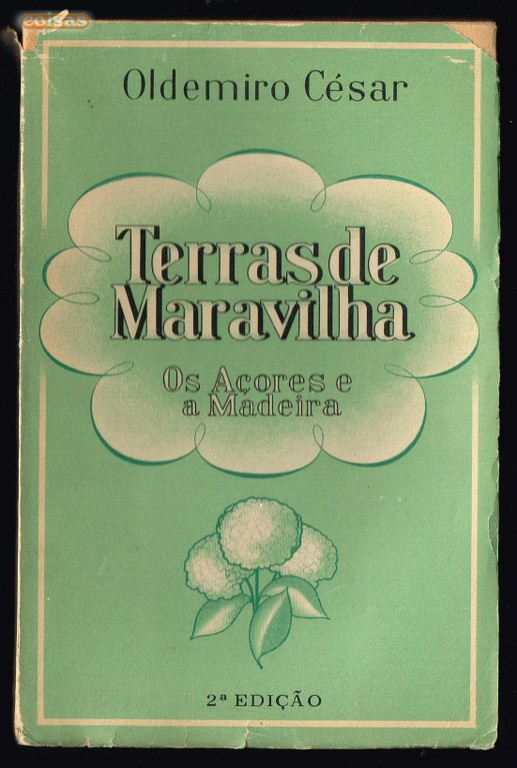 coisas
Oldemiro César
Terras de
Maravilha
Os Açores e
a Madeira
2ª EDIÇÃO